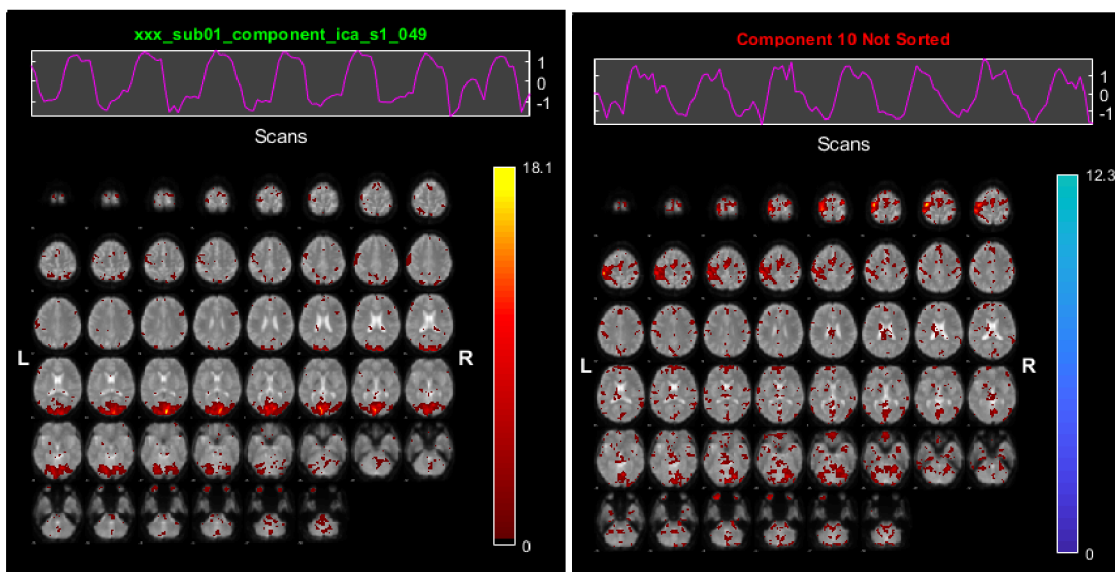 xxx_sub01_component_ica_s1_049
1
0
-1
Scans
18.1
L
R
0
Component 10 Not Sorted
1
0
-1
Scans
12.3
L
R
0